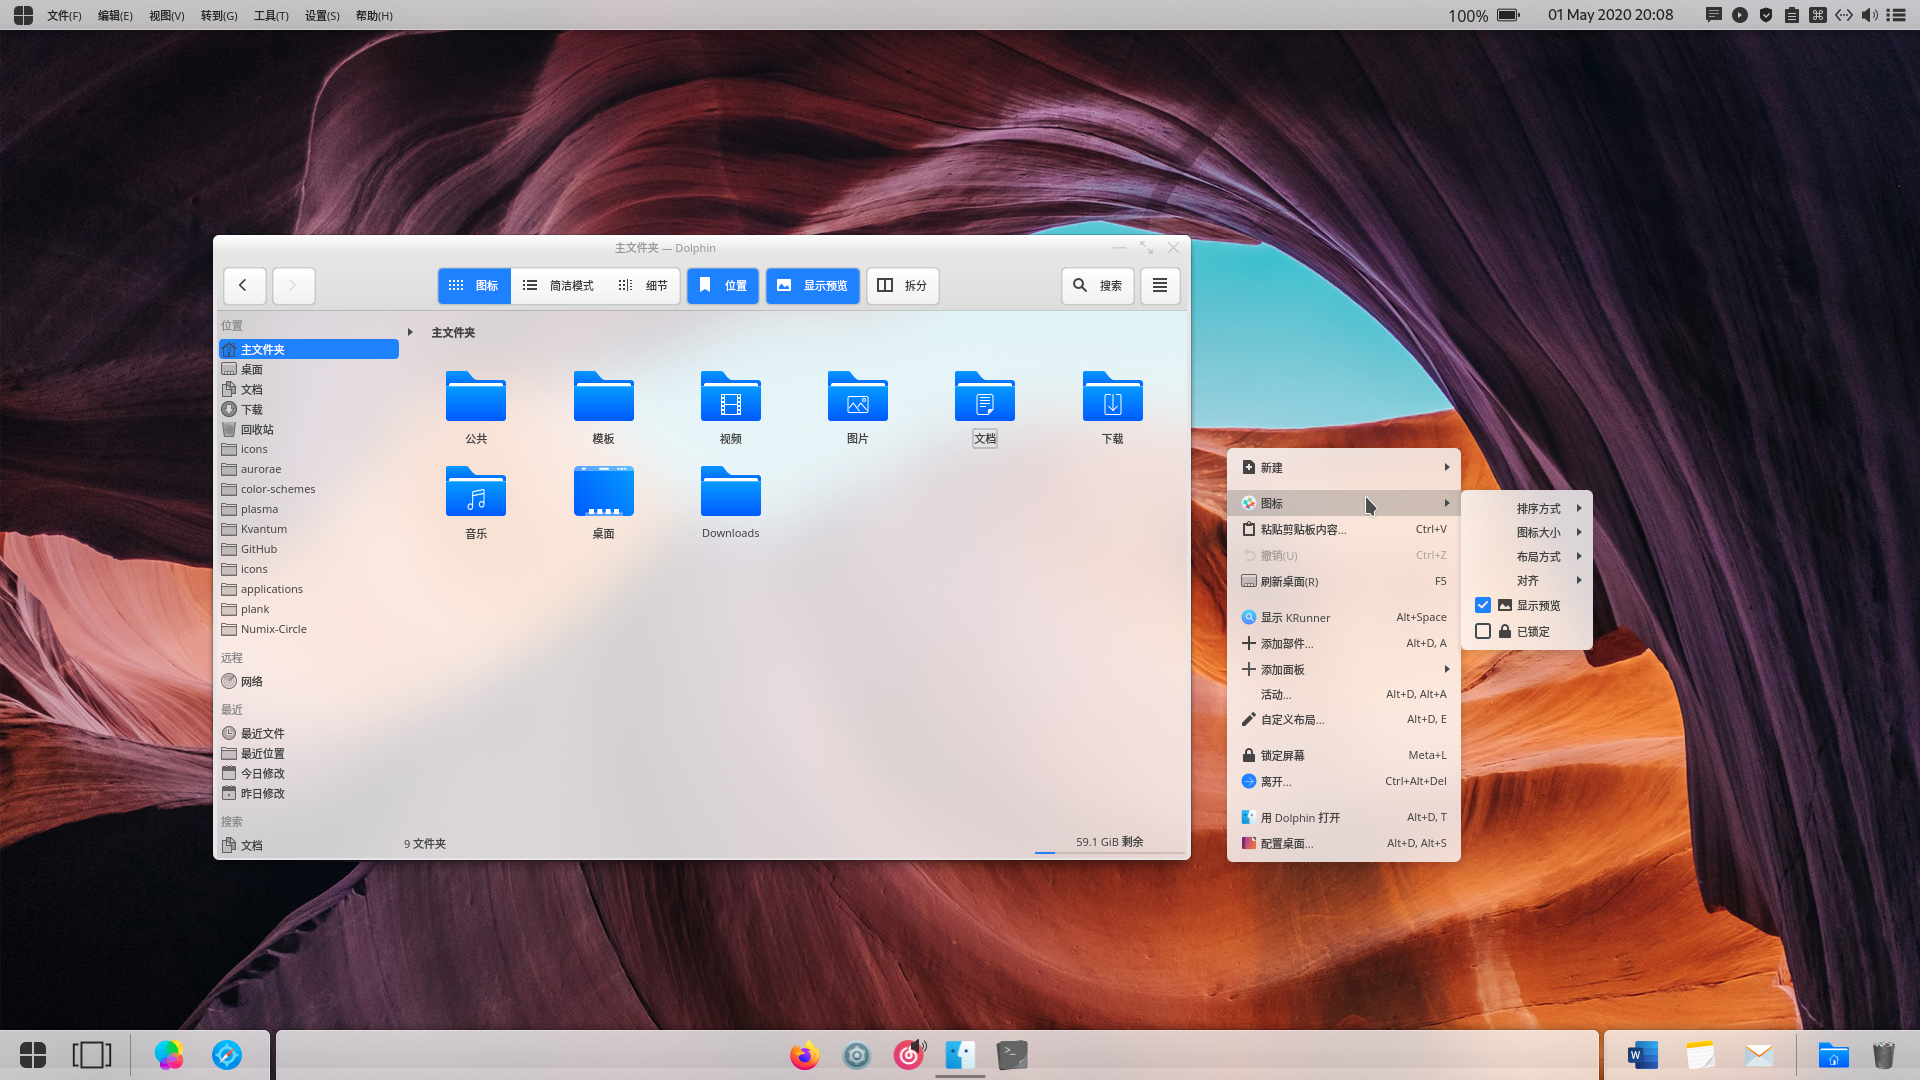 文件(F) 编辑(E) 视图(V) 转到(G) 工具(T) 设置(S) 帮助(H) 100% 01 May 2020 20:08
主文件夹 — Dolphin
图标 简洁模式 细节 位置 显示预览 拆分 搜索
位置
主文件夹
桌面
文档
下载
回收站
icons
aurorae
color-schemes
plasma
Kvantum
GitHub
icons
applications
plank
Numix-Circle
远程
网络
最近
最近文件
最近位置
今日修改
昨日修改
搜索
文档
主文件夹
公共 模板 视频 图片 文档 下载
音乐 桌面 Downloads
9 文件夹 59.1 GiB 剩余
新建
图标
粘贴剪贴板内容... Ctrl+V
撤销(U) Ctrl+Z
刷新桌面(R) F5
显示 KRunner Alt+Space
添加部件... Alt+D, A
添加面板
活动... Alt+D, Alt+A
自定义布局... Alt+D, E
锁定屏幕 Meta+L
离开... Ctrl+Alt+Del
用 Dolphin 打开 Alt+D, T
配置桌面... Alt+D, Alt+S
排序方式
图标大小
布局方式
对齐
显示预览
已锁定
W